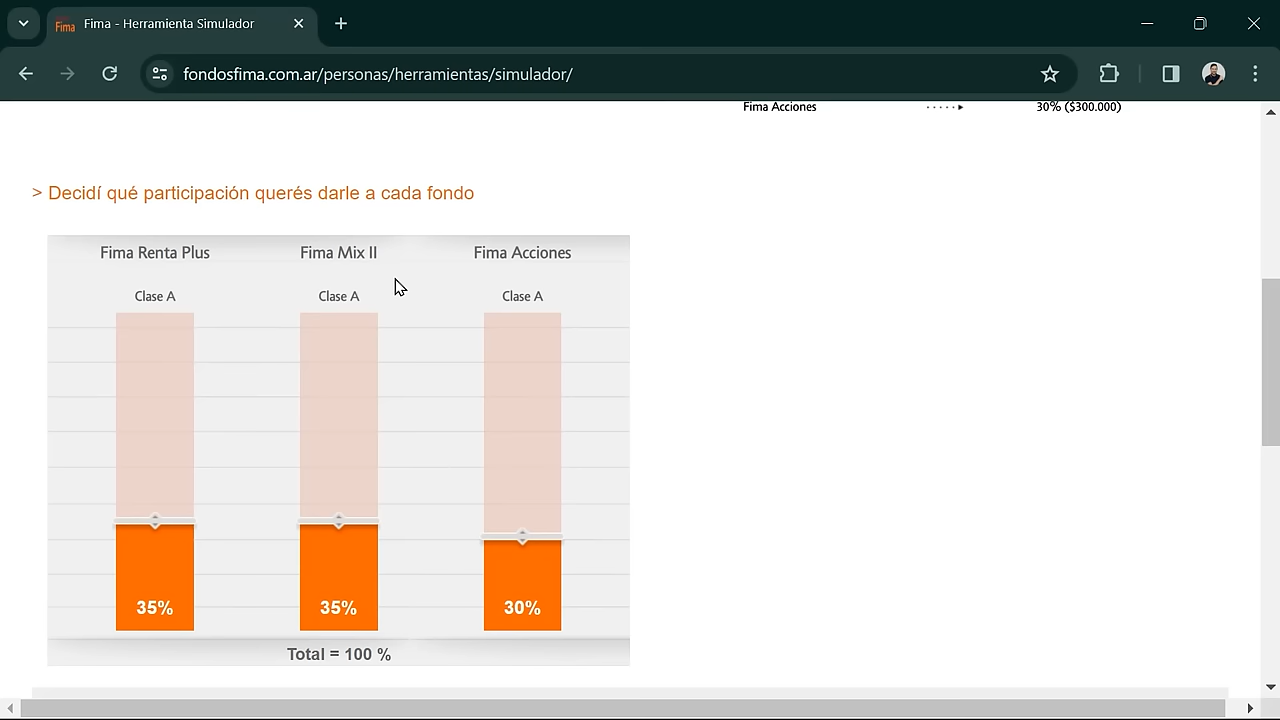 Fima
Fima - Herramienta Simulador
fondosfima.com.ar/personas/herramientas/simulador/
Fima Acciones
30% ($300.000)
> Decidí qué participación querés darle a cada fondo
Fima Renta Plus
Fima Mix II
Fima Acciones
Clase A
Clase A
Clase A
35%
35%
30%
Total = 100 %